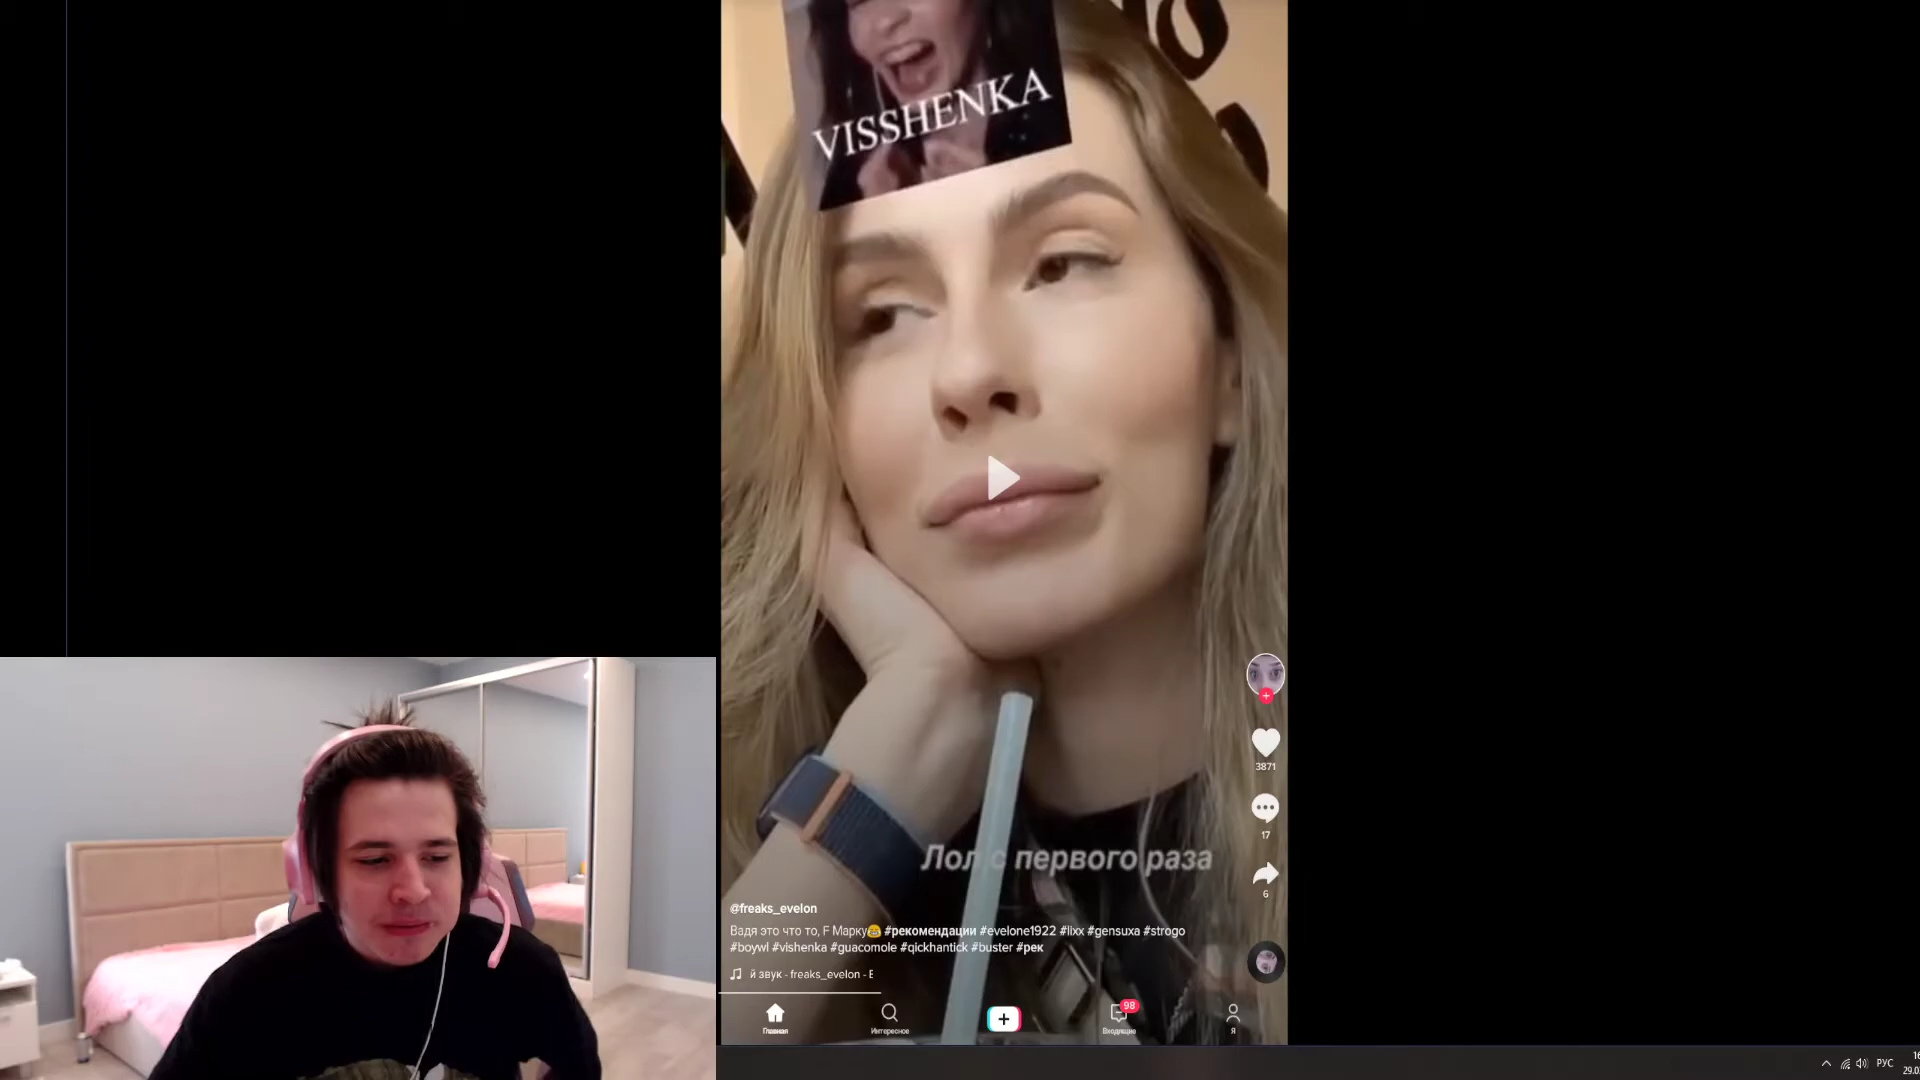 VISSHENKA
3871
17
Лол с первого раза
6
@freaks_evelon
Вадя это что то, F Марку😂 #рекомендации #evelone1922 #lixx #gensuxa #strogo
#boywl #vishenka #guacomole #qickhantick #buster #рек
й звук - freaks_evelon - Е
98
Главная
Интересное
Входящие
Я
РУС